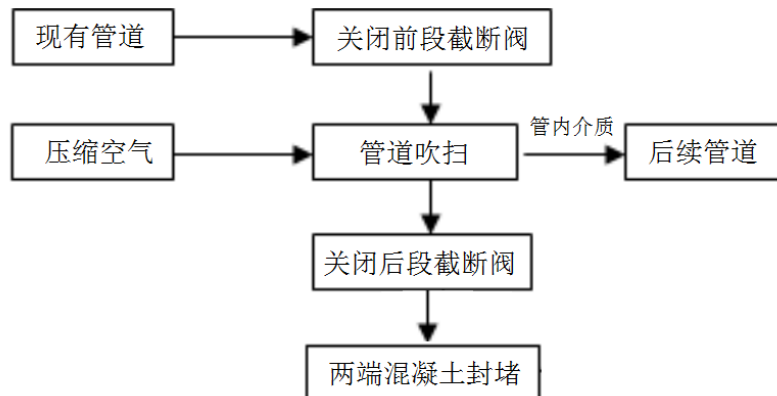 现有管道
关闭前段截断阀
压缩空气
管道吹扫
管内介质
后续管道
关闭后段截断阀
两端混凝土封堵